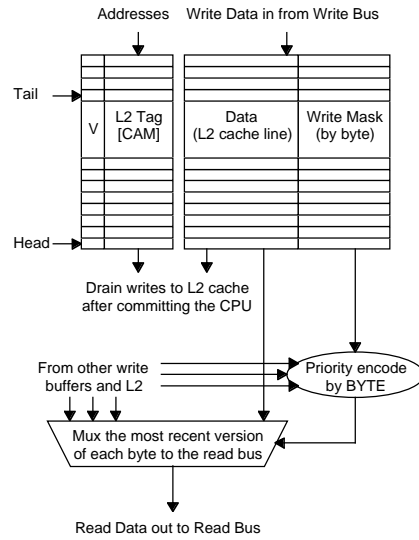 Addresses
Write Data in from Write Bus
Tail
V
L2 Tag
[CAM]
Data
(L2 cache line)
Write Mask
(by byte)
Head
Drain writes to L2 cache
after committing the CPU
From other write
buffers and L2
Priority encode
by BYTE
Mux the most recent version
of each byte to the read bus
Read Data out to Read Bus